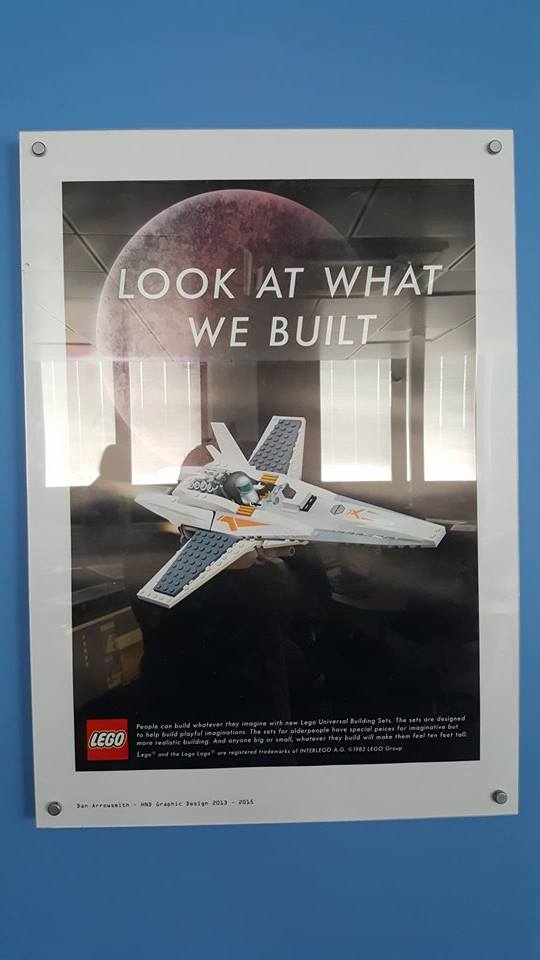 LOOK AT WHAT
WE BUILT
LEGO
People can build whatever they imagine with new Lego Universal Building Sets. The sets are designed
to help build playful imaginations. The sets for olderpeople have special peices for imaginative but
more realistic building. And anyone big or small, whatever they build will make them feel ten feet tall.
Lego® and the Lego Logo® are registered trademarks of INTERLEGO A.G. ©1982 LEGO Group
Dan Arrowsmith - HND Graphic Design 2013 - 2015